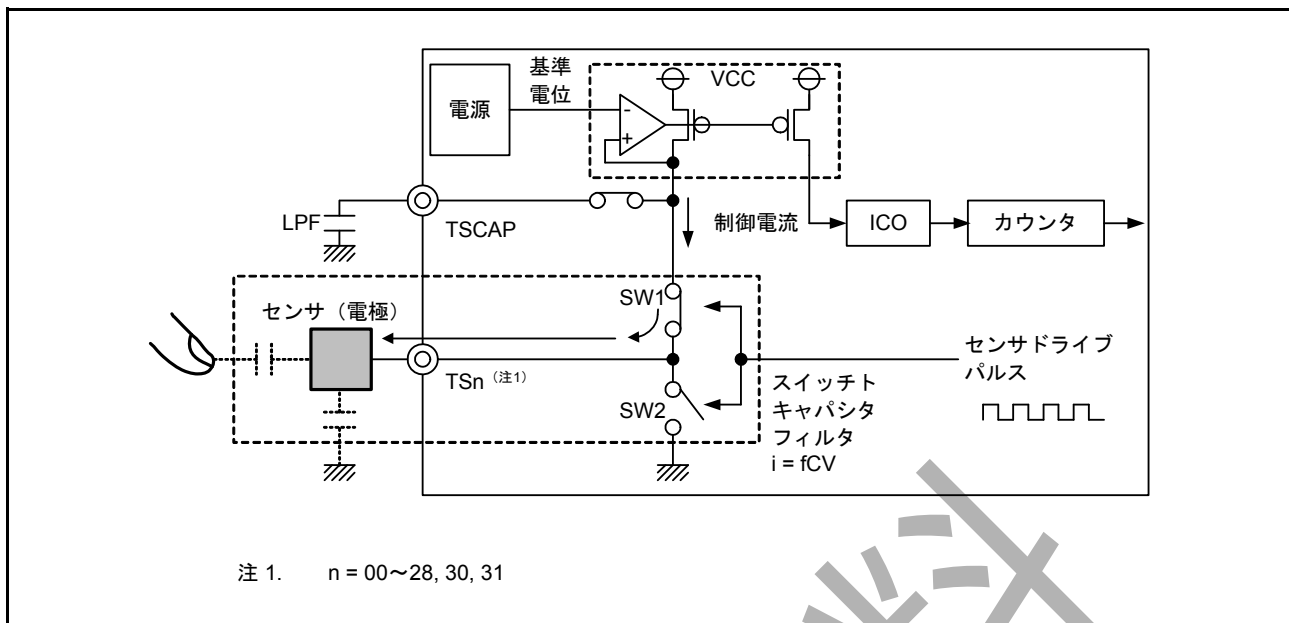 基準
電位
VCC
電源
-
+
LPF
TSCAP
制御電流
ICO
カウンタ
センサ（電極）
SW1
TSn（注1）
SW2
スイッチト
キャパシタ
フィルタ
i = fCV
センサドライブ
パルス
注 1. n = 00～28, 30, 31